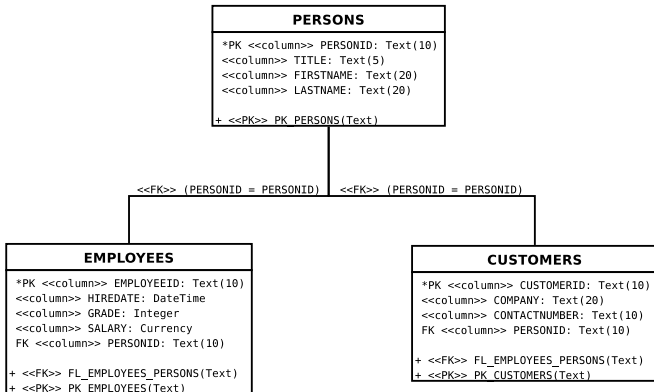 PERSONS
*PK <<column>> PERSONID: Text(10)
<<column>> TITLE: Text(5)
<<column>> FIRSTNAME: Text(20)
<<column>> LASTNAME: Text(20)
+ <<PK>> PK_PERSONS(Text)
<<FK>> (PERSONID = PERSONID)
<<FK>> (PERSONID = PERSONID)
EMPLOYEES
*PK <<column>> EMPLOYEEID: Text(10)
<<column>> HIREDATE: DateTime
<<column>> GRADE: Integer
<<column>> SALARY: Currency
FK <<column>> PERSONID: Text(10)
+ <<FK>> FL_EMPLOYEES_PERSONS(Text)
+ <<PK>> PK_EMPLOYEES(Text)
CUSTOMERS
*PK <<column>> CUSTOMERID: Text(10)
<<column>> COMPANY: Text(20)
<<column>> CONTACTNUMBER: Text(10)
FK <<column>> PERSONID: Text(10)
+ <<FK>> FL_EMPLOYEES_PERSONS(Text)
+ <<PK>> PK_CUSTOMERS(Text)